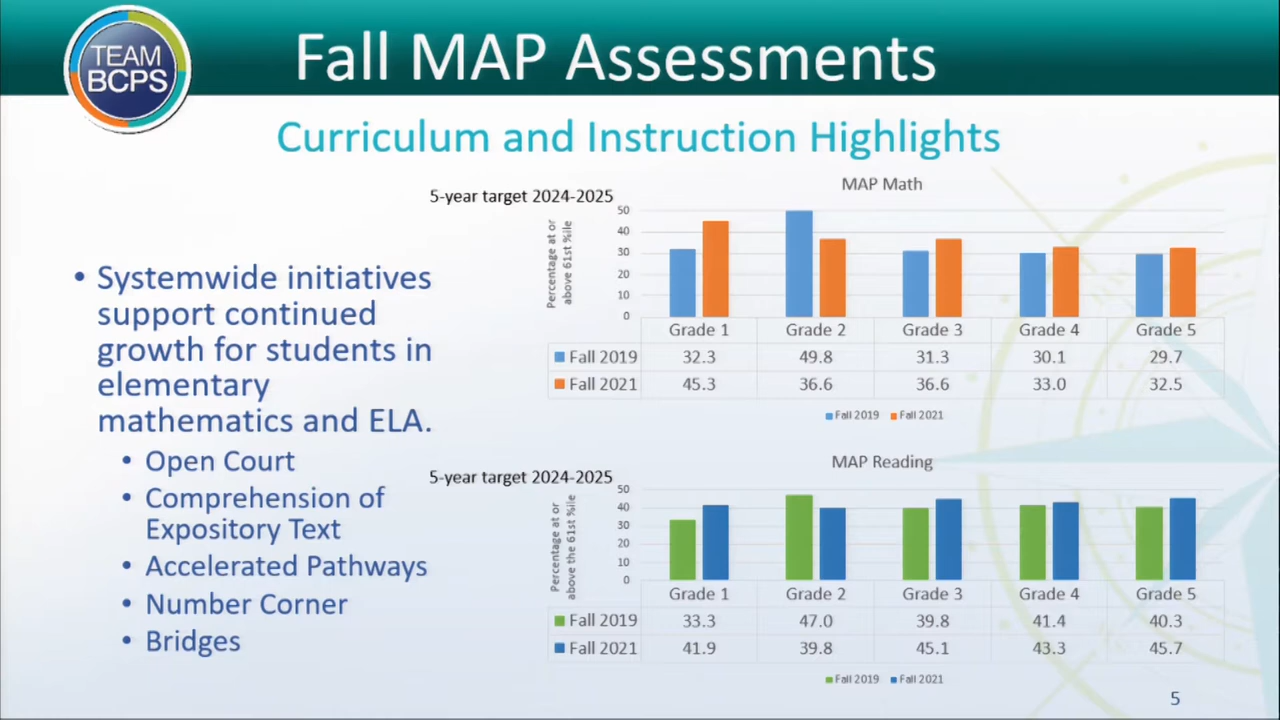 TEAM
BCPS
Fall MAP Assessments
Curriculum and Instruction Highlights
• Systemwide initiatives
support continued
growth for students in
elementary
mathematics and ELA.
• Open Court
• Comprehension of
Expository Text
• Accelerated Pathways
• Number Corner
• Bridges
5-year target 2024-2025
MAP Math
Percentage at or
above 61st %ile
50
40
30
20
10
0
Grade 1 Grade 2 Grade 3 Grade 4 Grade 5
Fall 2019 32.3 49.8 31.3 30.1 29.7
Fall 2021 45.3 36.6 36.6 33.0 32.5
Fall 2019 Fall 2021
5-year target 2024-2025
MAP Reading
Percentage at or
above the 61st %ile
50
40
30
20
10
0
Grade 1 Grade 2 Grade 3 Grade 4 Grade 5
Fall 2019 33.3 47.0 39.8 41.4 40.3
Fall 2021 41.9 39.8 45.1 43.3 45.7
Fall 2019 Fall 2021
5